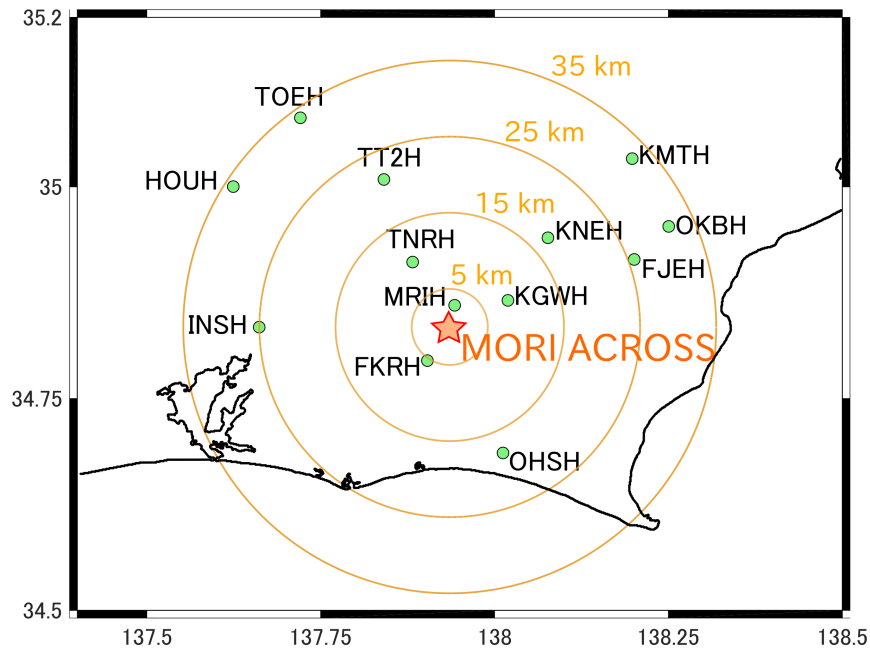 35.2
35 km
TOEH
25 km
TT2H
KMTH
HOUH
35
15 km
KNEH
OKBH
TNRH
FJEH
5 km
MRIH
KGWH
INSH
MORI ACROSS
FKRH
34.75
OHSH
34.5
137.5
137.75
138
138.25
138.5